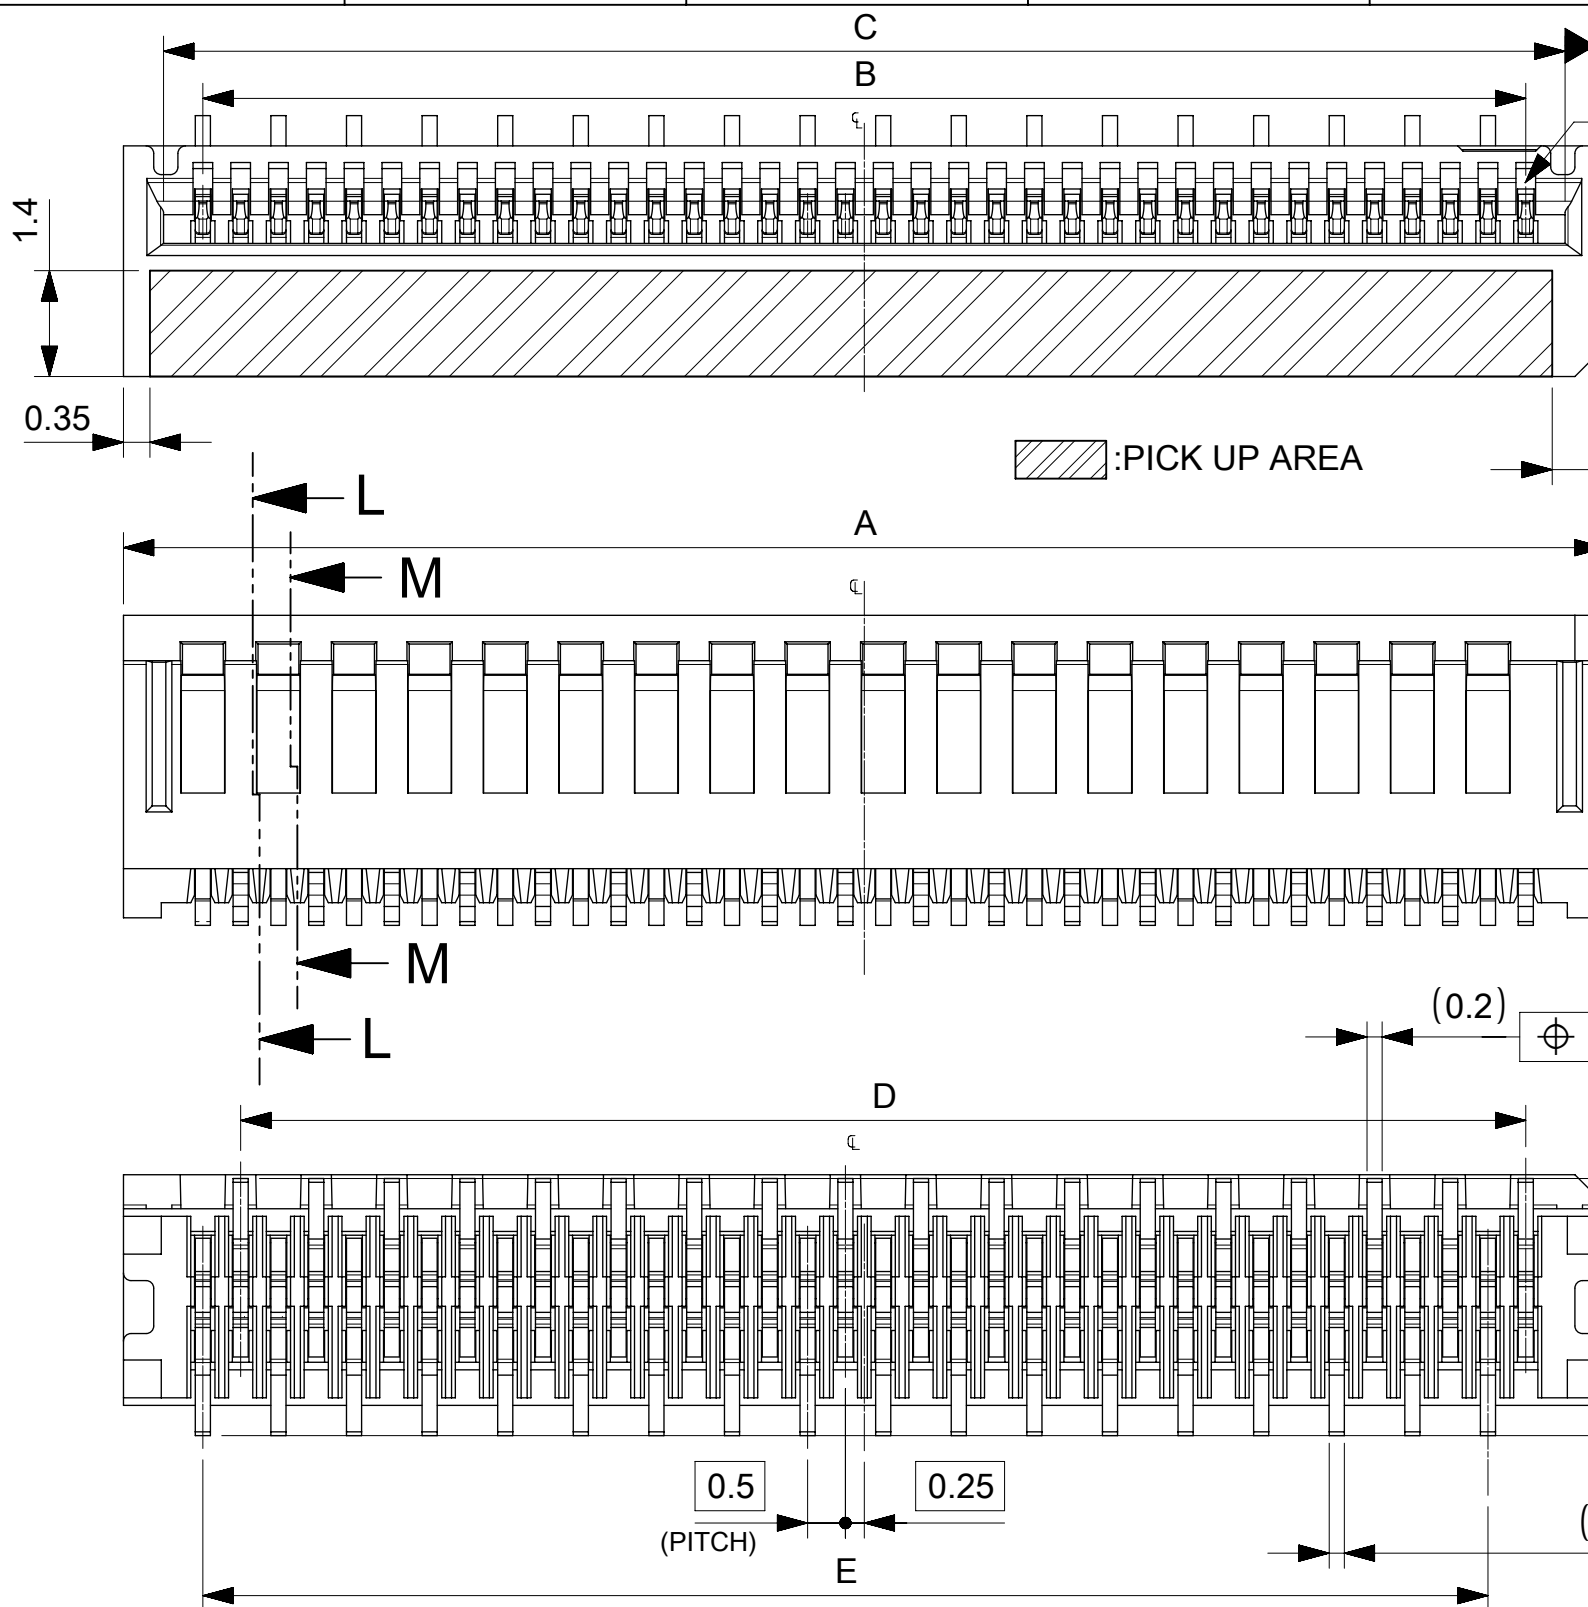 C
B
℄
1.4
0.35
:PICK UP AREA
L
A
M
℄
M
L
(0.2) ⌖
D
℄
0.5
0.25
(PITCH)
(
E